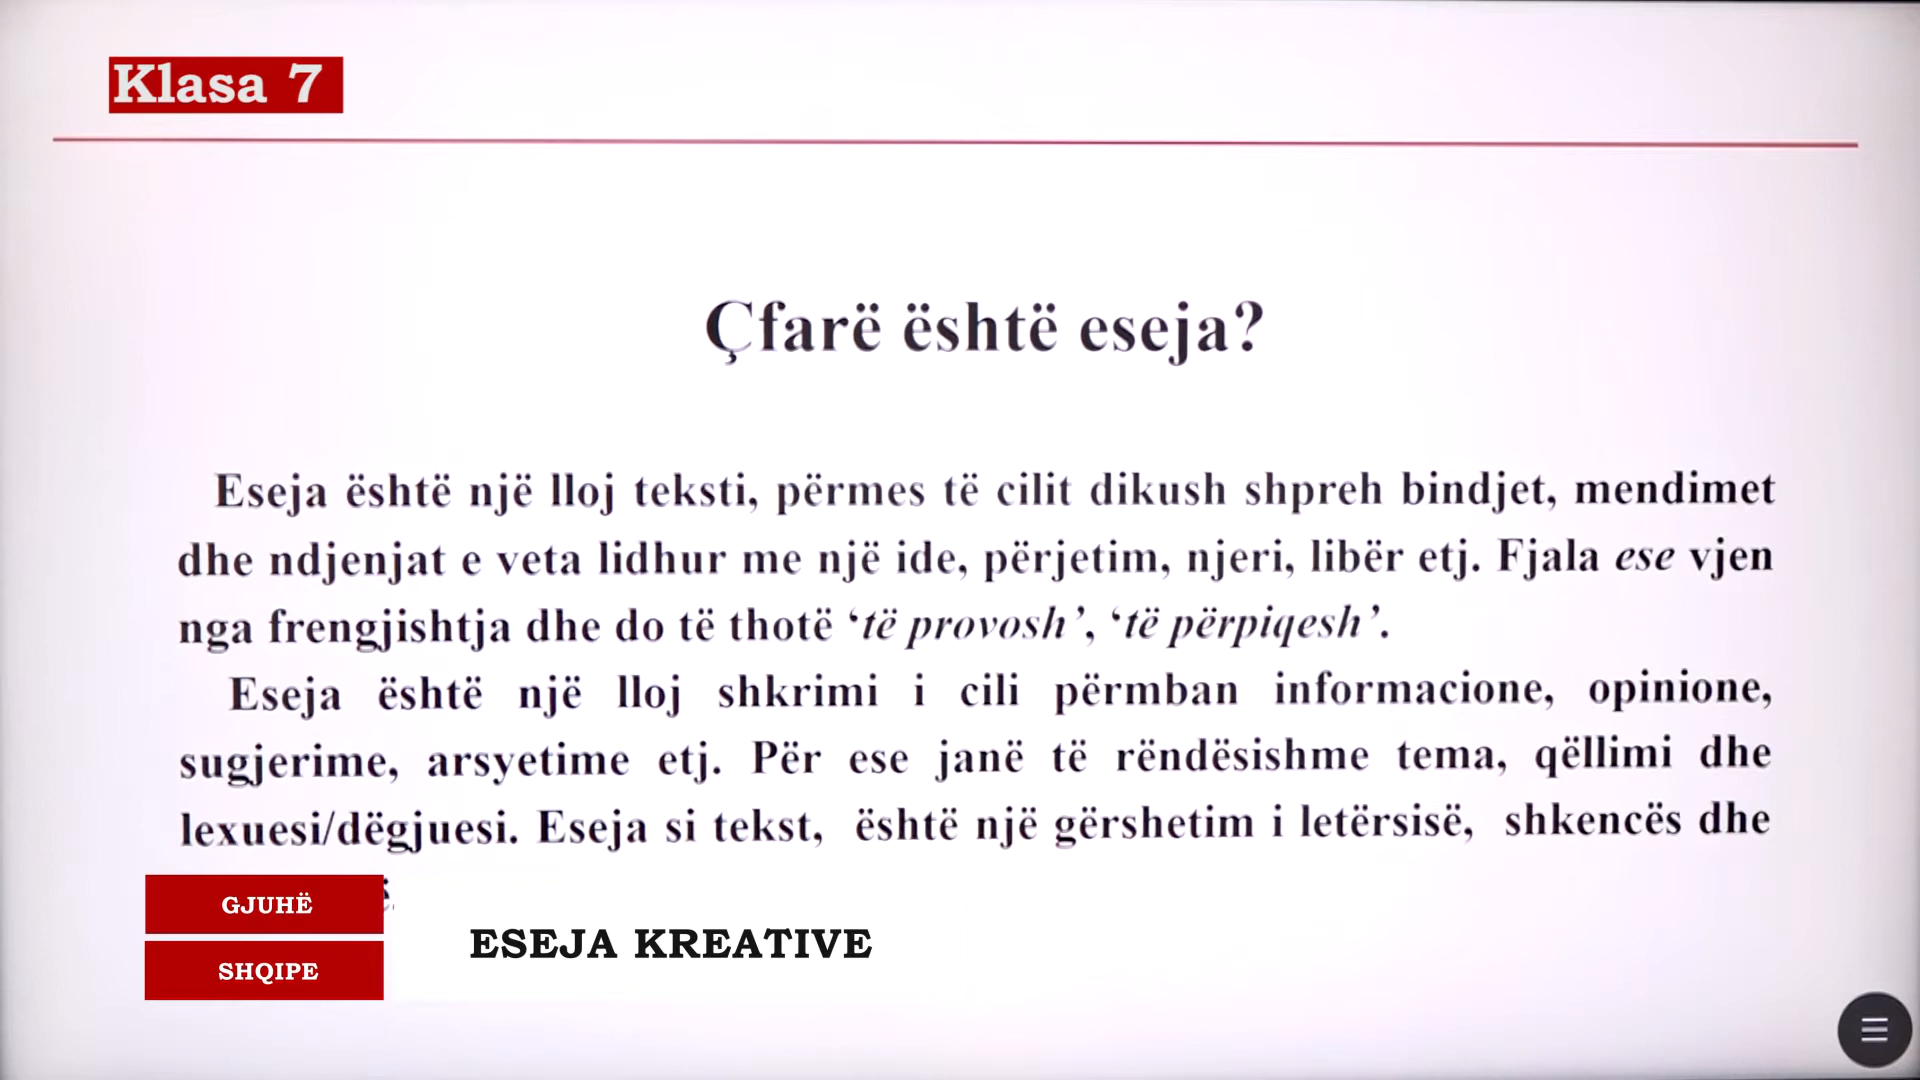 Klasa 7
Çfarë është eseja?
Eseja është një lloj teksti, përmes të cilit dikush shpreh bindjet, mendimet
dhe ndjenjat e veta lidhur me një ide, përjetim, njeri, libër etj. Fjala ese vjen
nga frengjishtja dhe do të thotë ‘të provosh’, ‘të përpiqesh’.
Eseja është një lloj shkrimi i cili përmban informacione, opinione,
sugjerime, arsyetime etj. Për ese janë të rëndësishme tema, qëllimi dhe
lexuesi/dëgjuesi. Eseja si tekst, është një gërshetim i letërsisë, shkencës dhe
GJUHË
SHQIPE
ESEJA KREATIVE